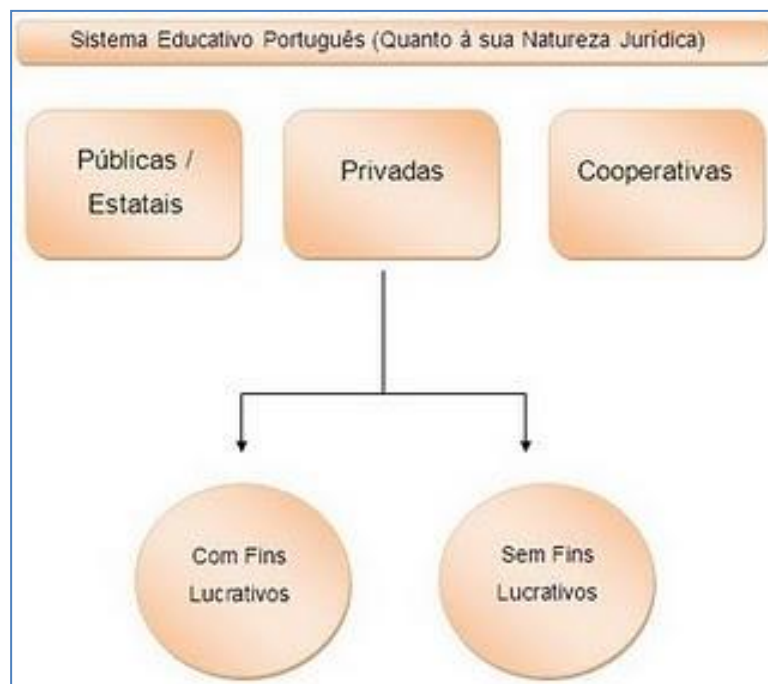 Sistema Educativo Português (Quanto á sua Natureza Jurídica)
Públicas /
Estatais
Privadas
Cooperativas
Com Fins
Lucrativos
Sem Fins
Lucrativos